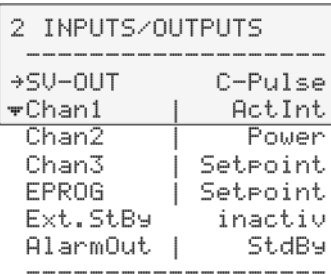 2 INPUTS/OUTPUTS
--------------------
→SV-OUT C-Pulse
▼Chan1 | ActInt
Chan2 | Power
Chan3 | Setpoint
EPROG | Setpoint
Ext.StBy inactiv
AlarmOut | StdBy
--------------------